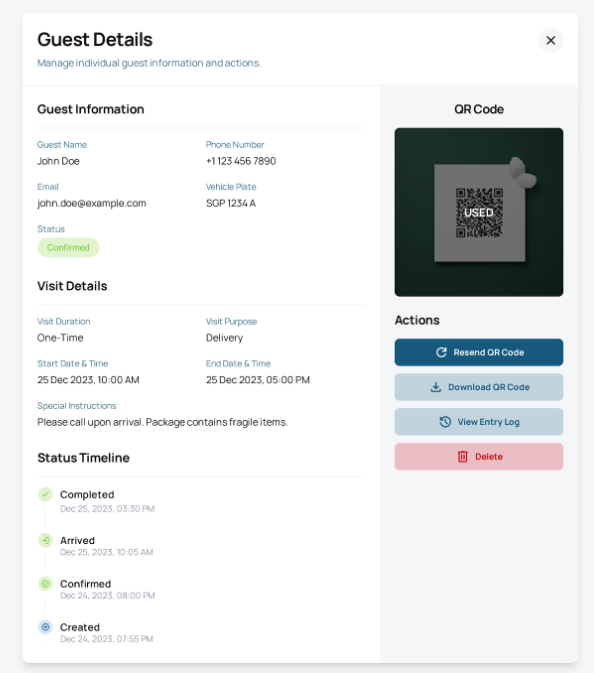 Guest Details
Manage individual guest information and actions.
Guest Information
Guest Name
John Doe
Phone Number
+1 123 456 7890
Email
john.doe@example.com
Vehicle Plate
SGP 1234 A
Status
Confirmed
Visit Details
Visit Duration
One-Time
Visit Purpose
Delivery
Start Date & Time
25 Dec 2023, 10:00 AM
End Date & Time
25 Dec 2023, 05:00 PM
Special Instructions
Please call upon arrival. Package contains fragile items.
Status Timeline
Completed
Dec 25, 2023, 03:30 PM
Arrived
Dec 25, 2023, 10:05 AM
Confirmed
Dec 24, 2023, 08:00 PM
Created
Dec 24, 2023, 07:55 PM
QR Code
USED
Actions
Resend QR Code
Download QR Code
View Entry Log
Delete